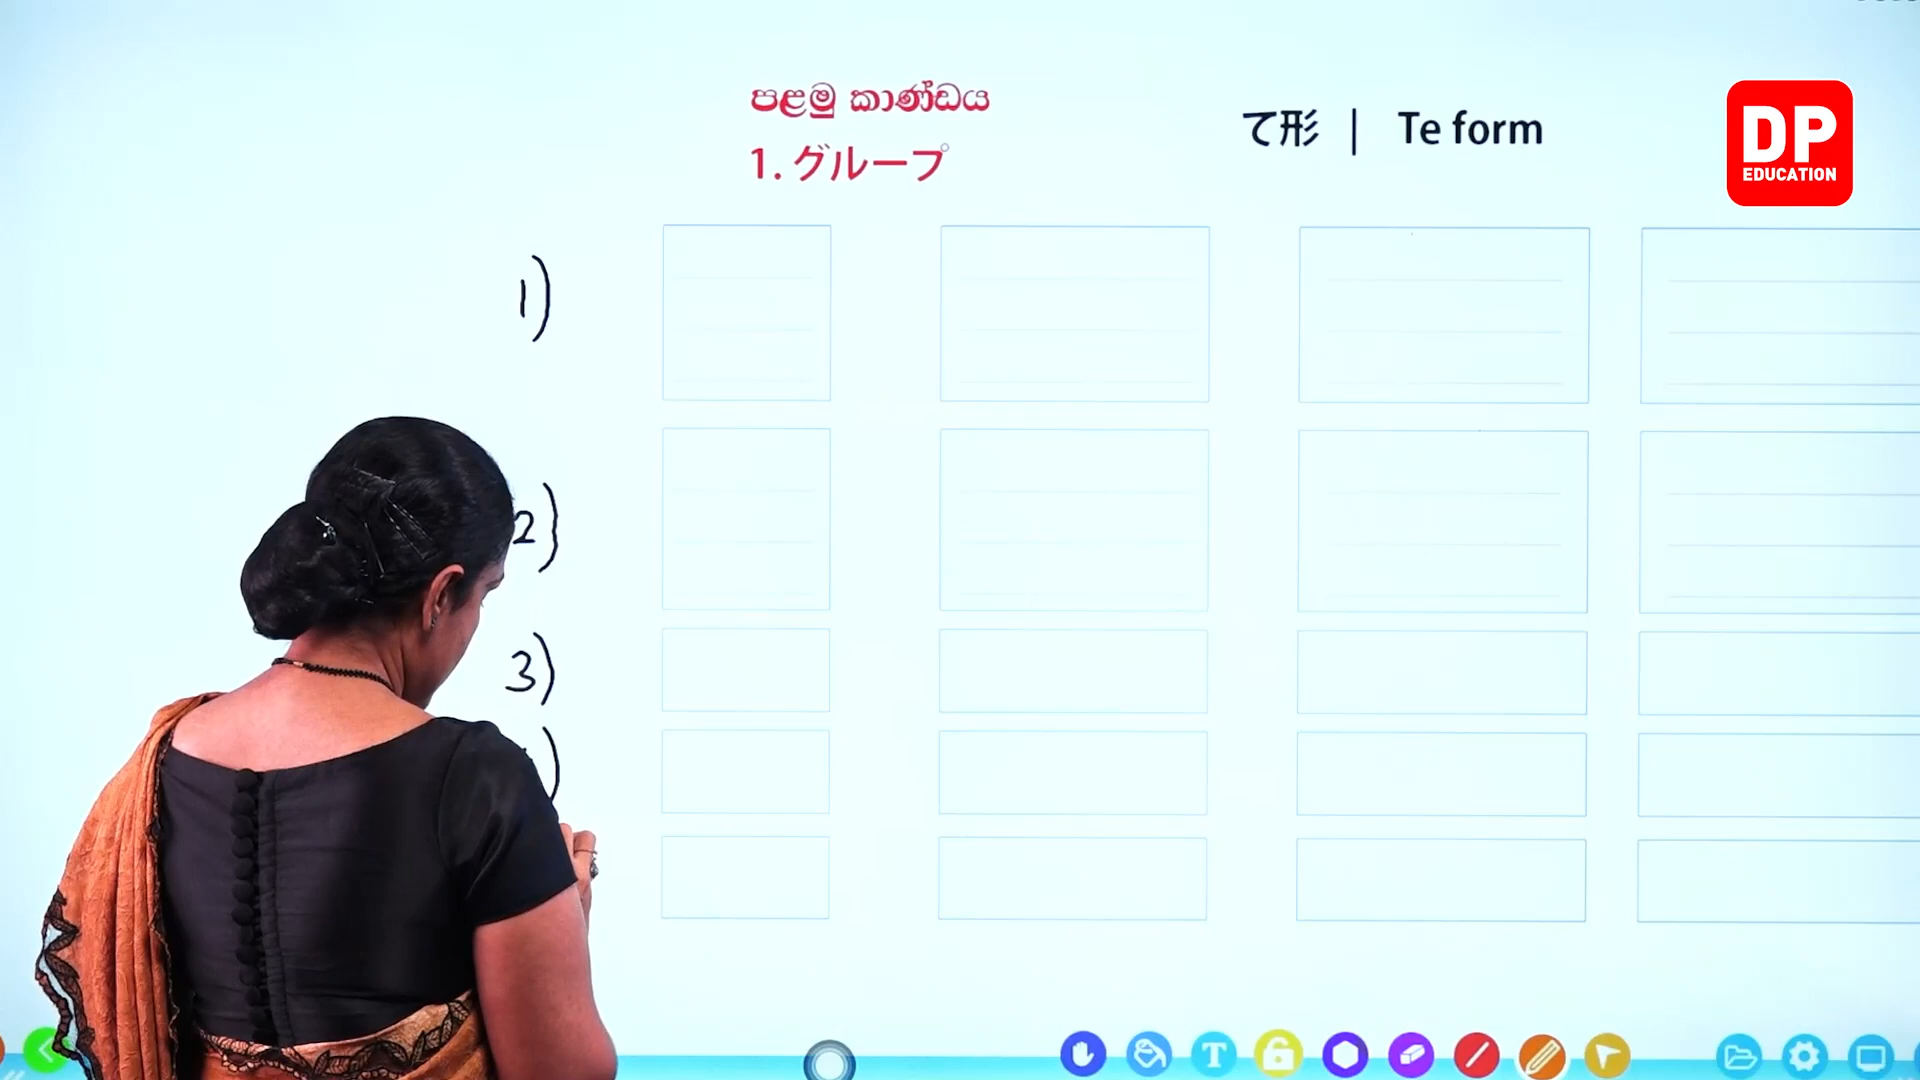 පළමු කාණ්ඩය
1. グループ
て形 | Te form
DP
EDUCATION
1)
2)
3)
)
T